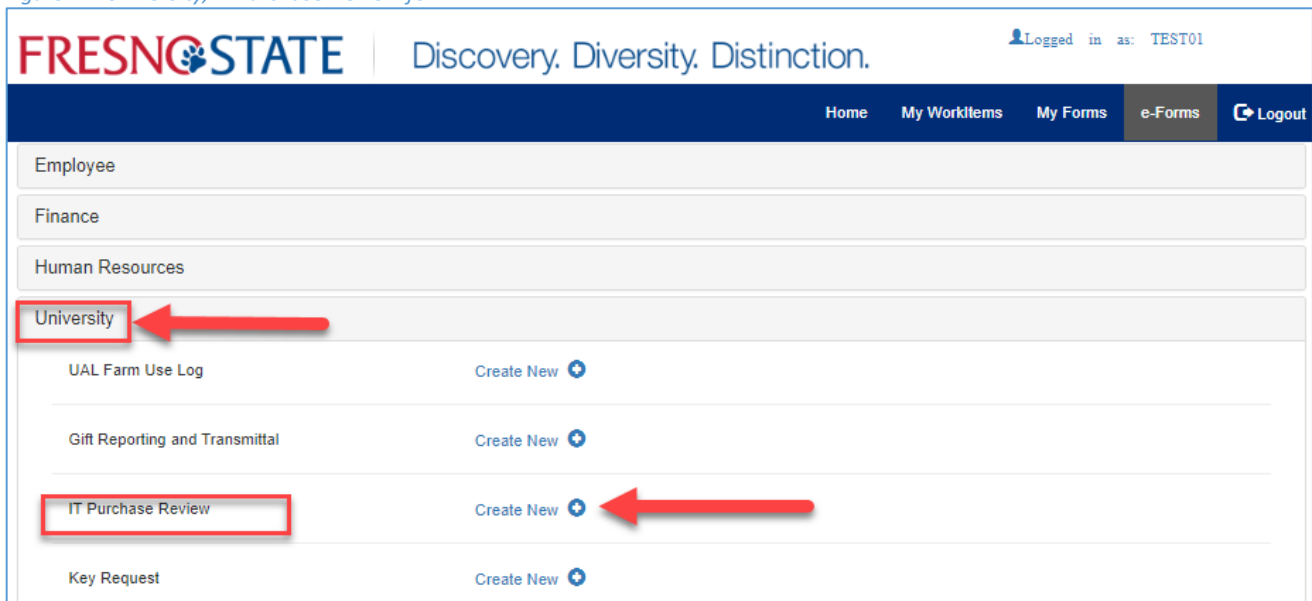 FRESNO STATE Discovery. Diversity. Distinction. Logged in as: TEST01
Home My WorkItems My Forms e-Forms Logout
Employee
Finance
Human Resources
University
UAL Farm Use Log Create New
Gift Reporting and Transmittal Create New
IT Purchase Review Create New
Key Request Create New